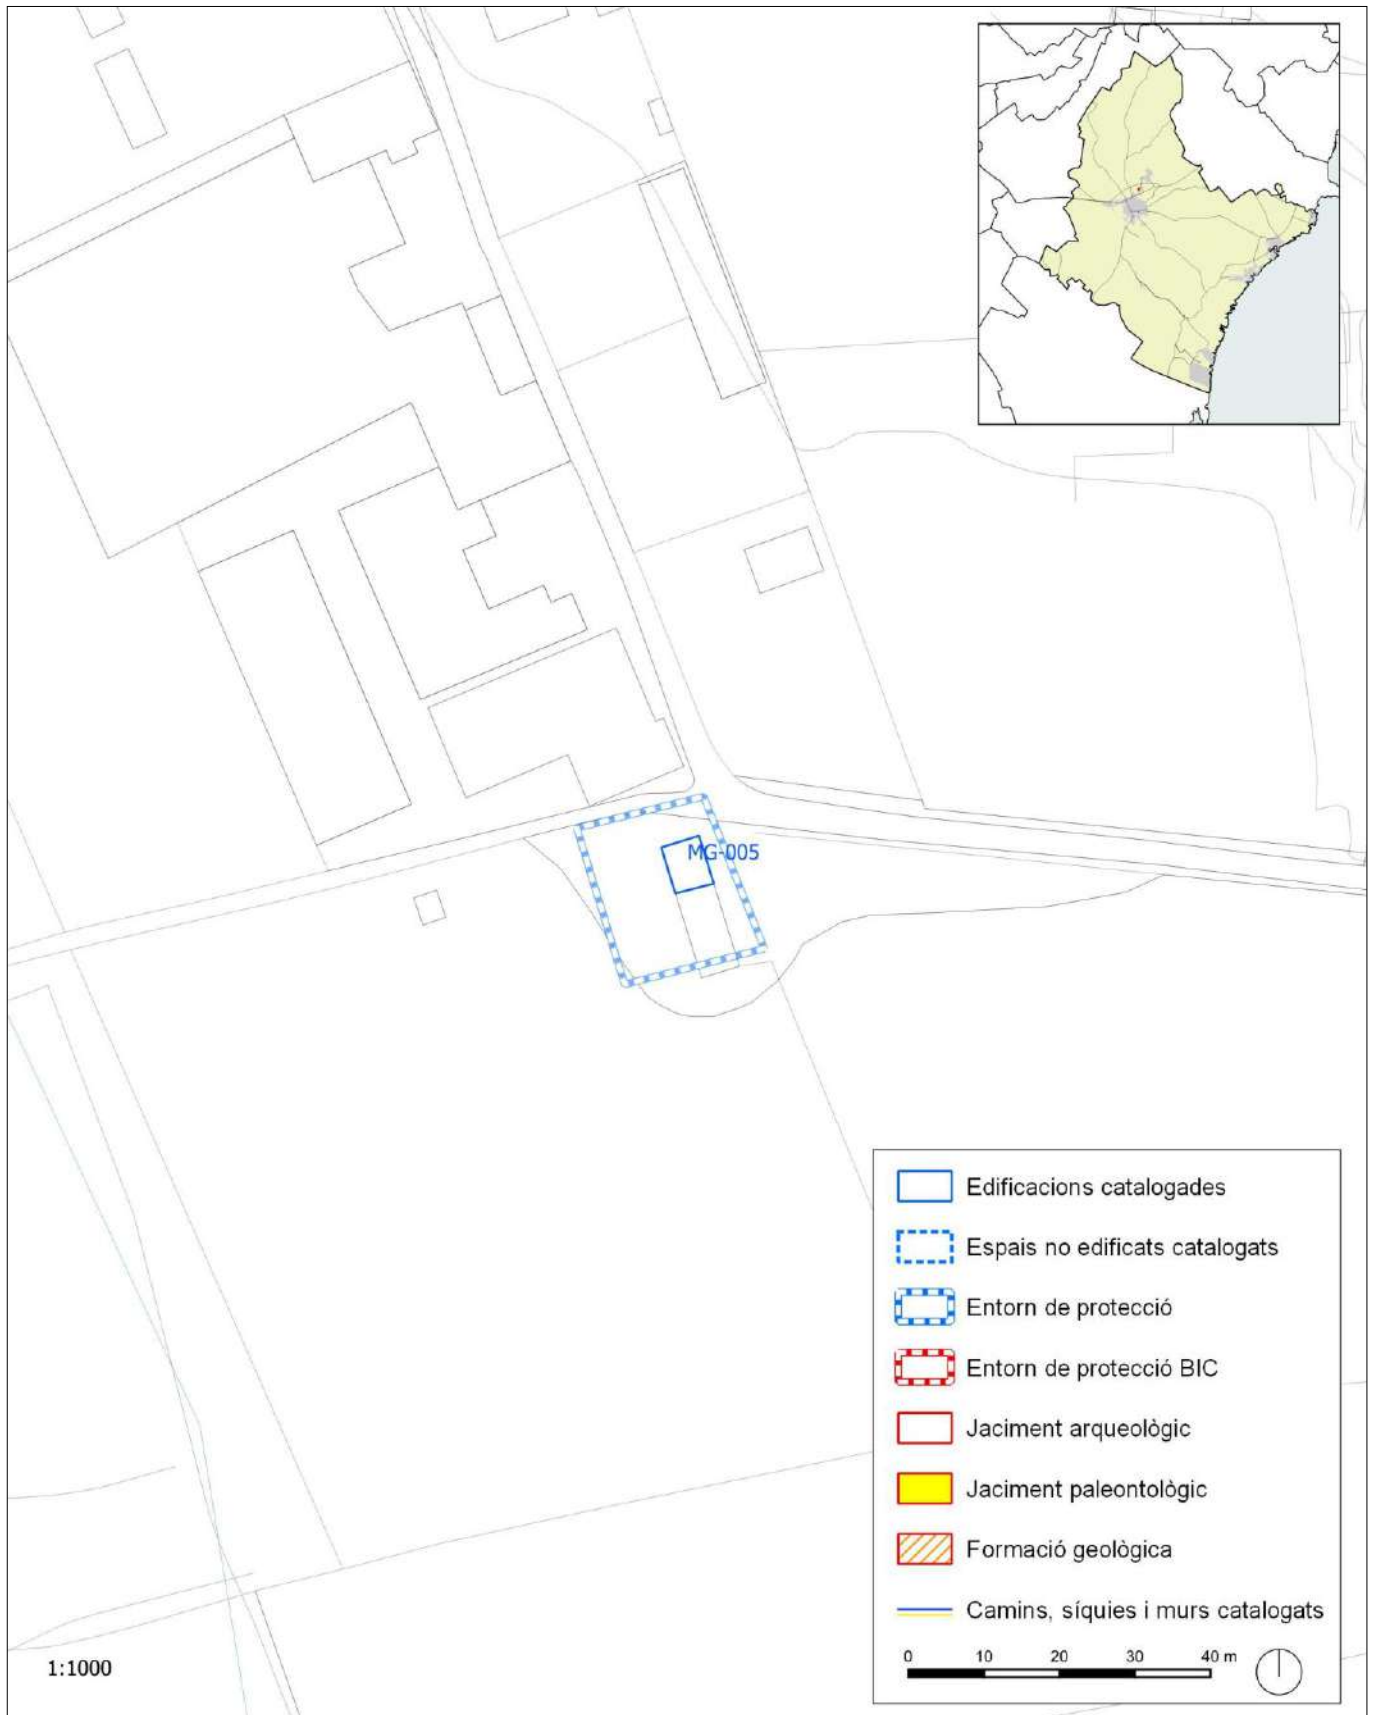 MG-005
Edificacions catalogades
Espais no edificats catalogats
Entorn de protecció
Entorn de protecció BIC
Jaciment arqueològic
Jaciment paleontològic
Formació geològica
Camins, síquies i murs catalogats
0 10 20 30 40 m
1:1000